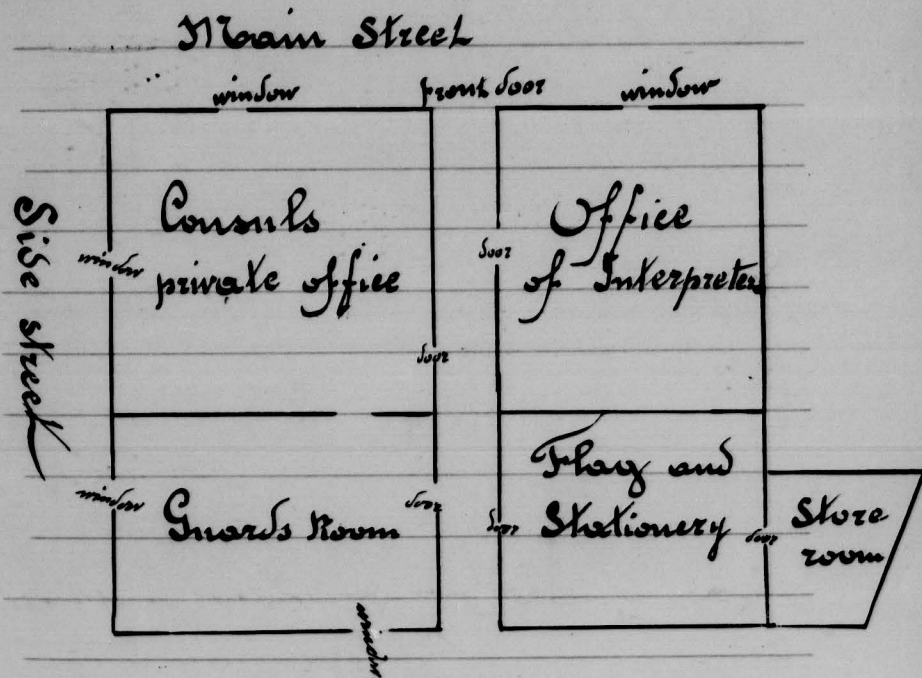 Main Street
window
front door
window
Side street
Consuls
private office
window
door
Office
of Interpreter
door
window
Guards Room
door
window
Flag and
Stationery
door
door
Store
room